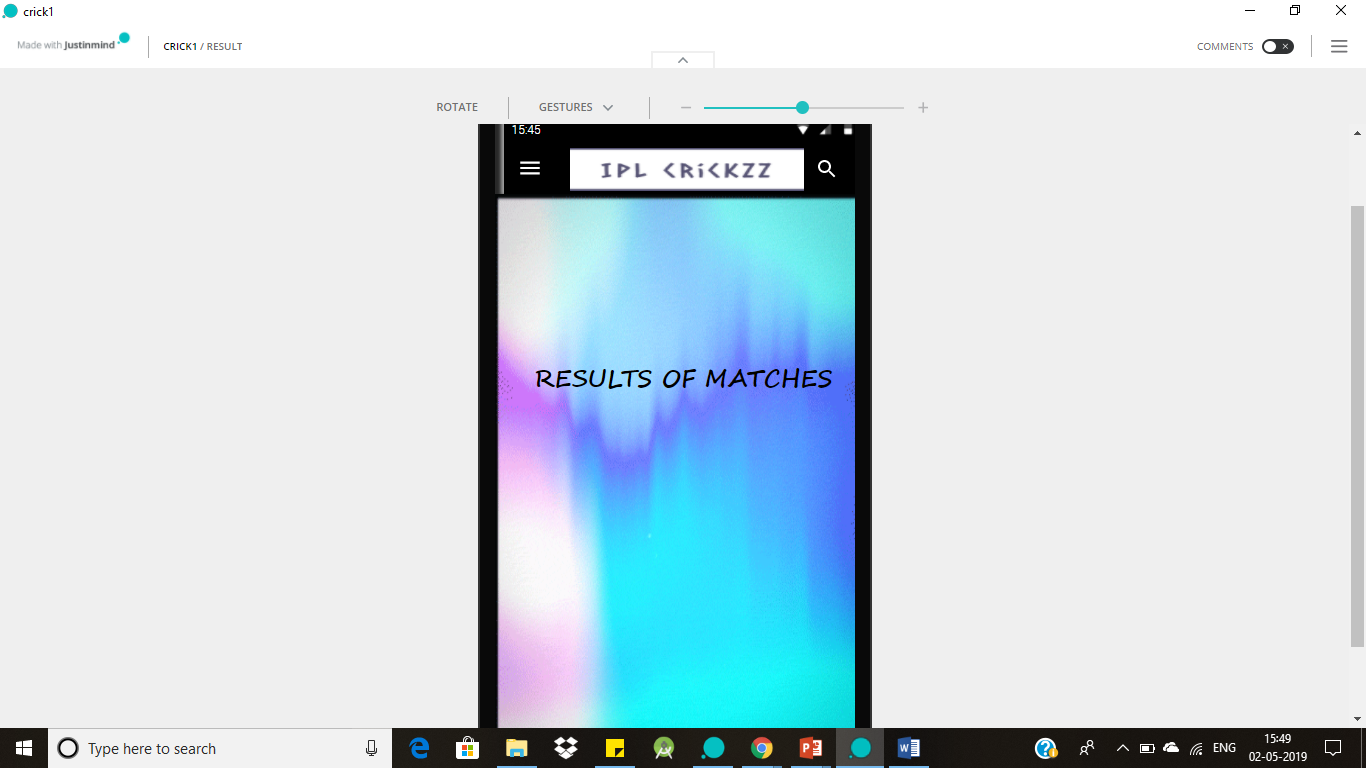 crick1
Made with Justinmind
CRICK1 / RESULT
COMMENTS
ROTATE
GESTURES
15:45
IPL CRiCKZZ
RESULTS OF MATCHES
Type here to search
ENG
15:49
02-05-2019